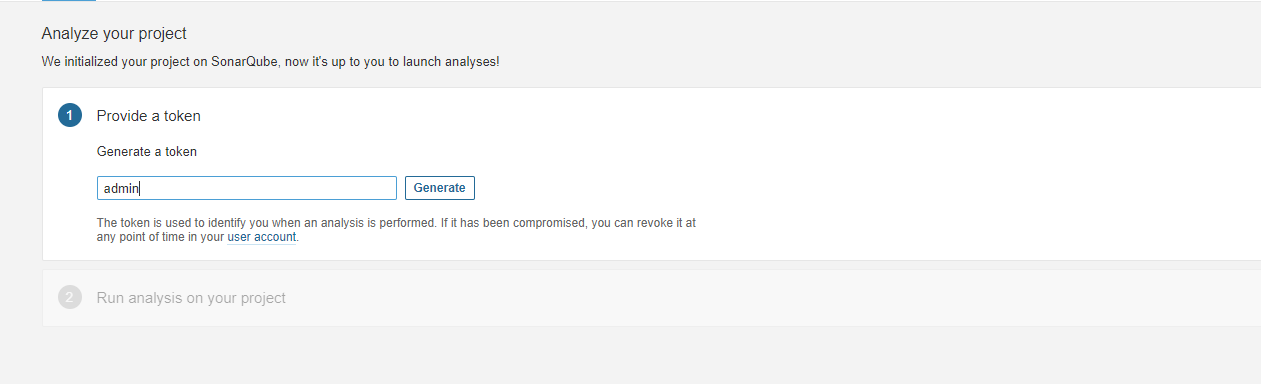 Analyze your project
We initialized your project on SonarQube, now it's up to you to launch analyses!
1 Provide a token
Generate a token
admin Generate
The token is used to identify you when an analysis is performed. If it has been compromised, you can revoke it at
any point of time in your user account.
2 Run analysis on your project